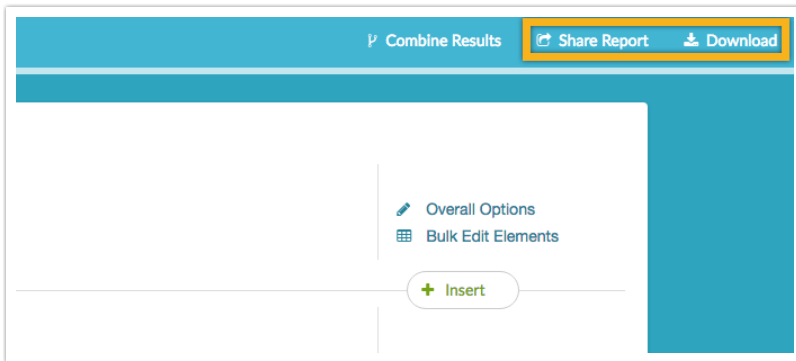 Combine Results Share Report Download
Overall Options
Bulk Edit Elements
Insert